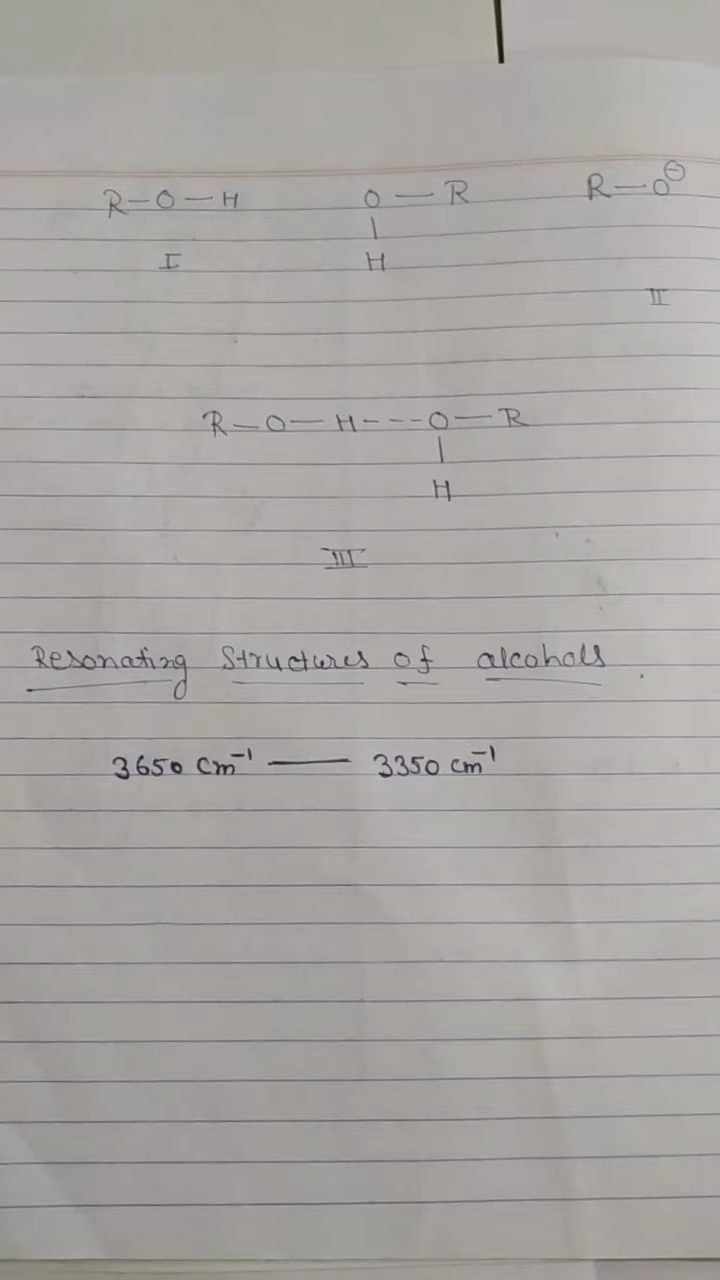 R-O-H O-R R-O⊖
|
I H
II
R-O-H---O-R
|
H
III
Resonating Structures of alcohols.
3650 cm⁻¹ — 3350 cm⁻¹